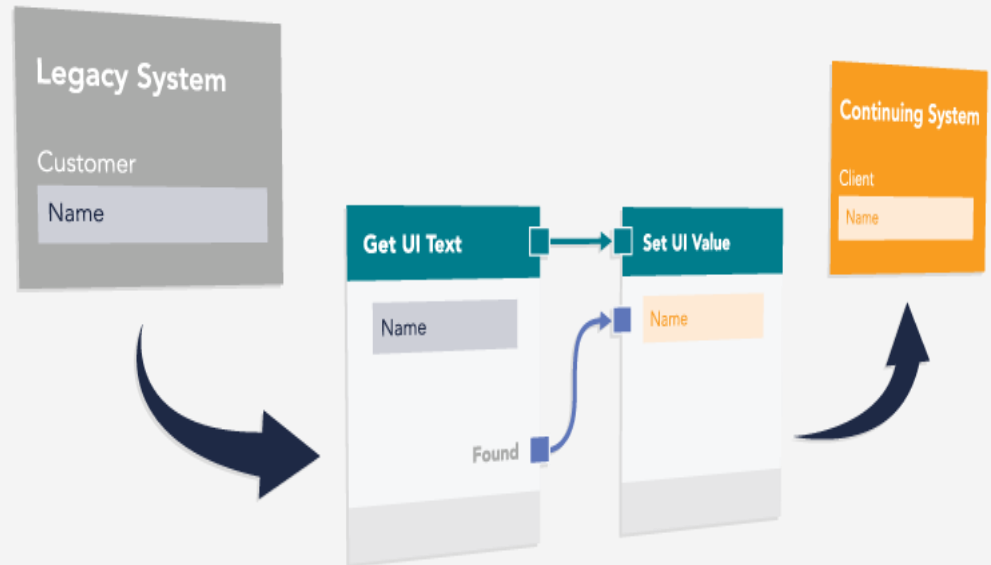 Legacy System
Customer
Name
Get UI Text
Name
Found
Set UI Value
Name
Continuing System
Client
Name